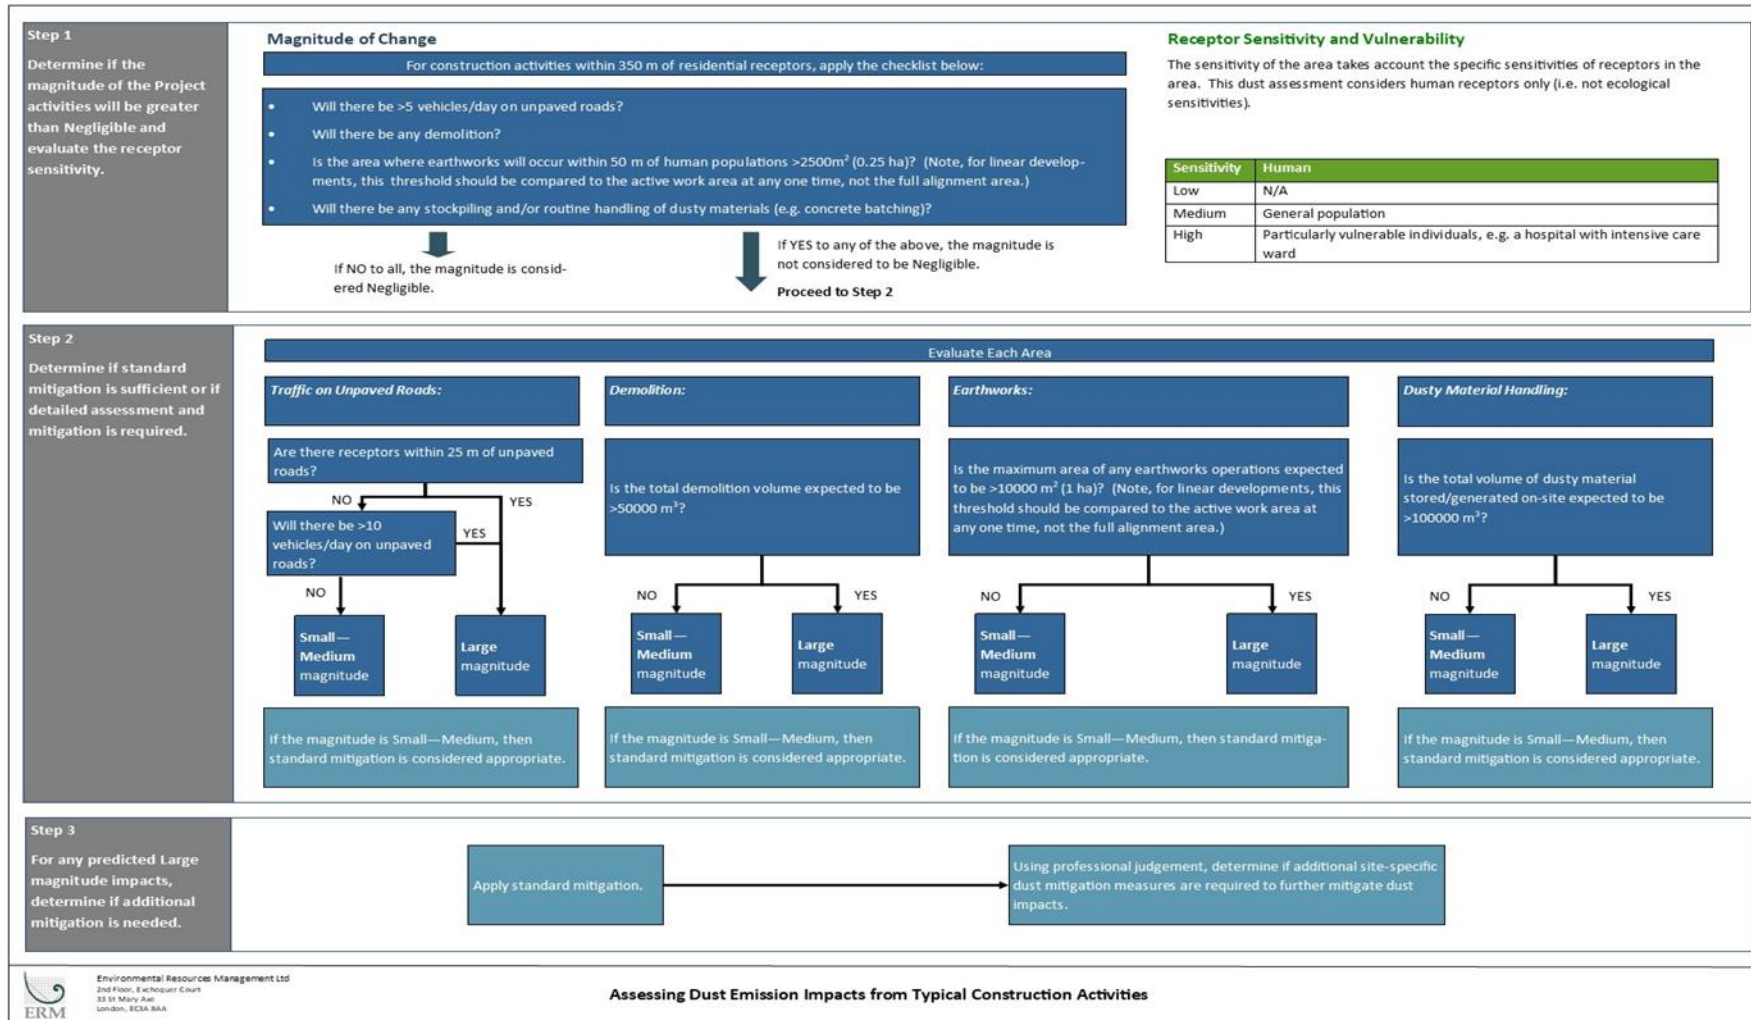 Step 1
Determine if the
magnitude of the Project
activities will be greater
than Negligible and
evaluate the receptor
sensitivity.
Magnitude of Change
For construction activities within 350 m of residential receptors, apply the checklist below:
• Will there be >5 vehicles/day on unpaved roads?
• Will there be any demolition?
• Is the area where earthworks will occur within 50 m of human populations >2500m² (0.25 ha)? (Note, for linear develop-
ments, this threshold should be compared to the active work area at any one time, not the full alignment area.)
• Will there be any stockpiling and/or routine handling of dusty materials (e.g. concrete batching)?
If NO to all, the magnitude is consid-
ered Negligible.
If YES to any of the above, the magnitude is
not considered to be Negligible.
Proceed to Step 2
Receptor Sensitivity and Vulnerability
The sensitivity of the area takes account the specific sensitivities of receptors in the
area. This dust assessment considers human receptors only (i.e. not ecological
sensitivities).
Sensitivity Human
Low N/A
Medium General population
High Particularly vulnerable individuals, e.g. a hospital with intensive care
ward
Step 2
Determine if standard
mitigation is sufficient or if
detailed assessment and
mitigation is required.
Evaluate Each Area
Traffic on Unpaved Roads:
Are there receptors within 25 m of unpaved
roads?
NO
YES
Will there be >10
vehicles/day on unpaved
roads?
YES
NO
Small—
Medium
magnitude
Large
magnitude
If the magnitude is Small—Medium, then
standard mitigation is considered appropriate.
Demolition:
Is the total demolition volume expected to be
>50000 m³?
NO
YES
Small—
Medium
magnitude
Large
magnitude
If the magnitude is Small—Medium, then
standard mitigation is considered appropriate.
Earthworks:
Is the maximum area of any earthworks operations expected
to be >10000 m² (1 ha)? (Note, for linear developments, this
threshold should be compared to the active work area at
any one time, not the full alignment area.)
NO
YES
Small—
Medium
magnitude
Large
magnitude
If the magnitude is Small—Medium, then standard mitiga-
tion is considered appropriate.
Dusty Material Handling:
Is the total volume of dusty material
stored/generated on-site expected to be
>100000 m³?
NO
YES
Small—
Medium
magnitude
Large
magnitude
If the magnitude is Small—Medium, then
standard mitigation is considered appropriate.
Step 3
For any predicted Large
magnitude impacts,
determine if additional
mitigation is needed.
Apply standard mitigation.
Using professional judgement, determine if additional site-specific
dust mitigation measures are required to further mitigate dust
impacts.
ERM
Environmental Resources Management Ltd
2nd Floor, Exchequer Court
33 St Mary Axe
London, EC3A 8AA
Assessing Dust Emission Impacts from Typical Construction Activities